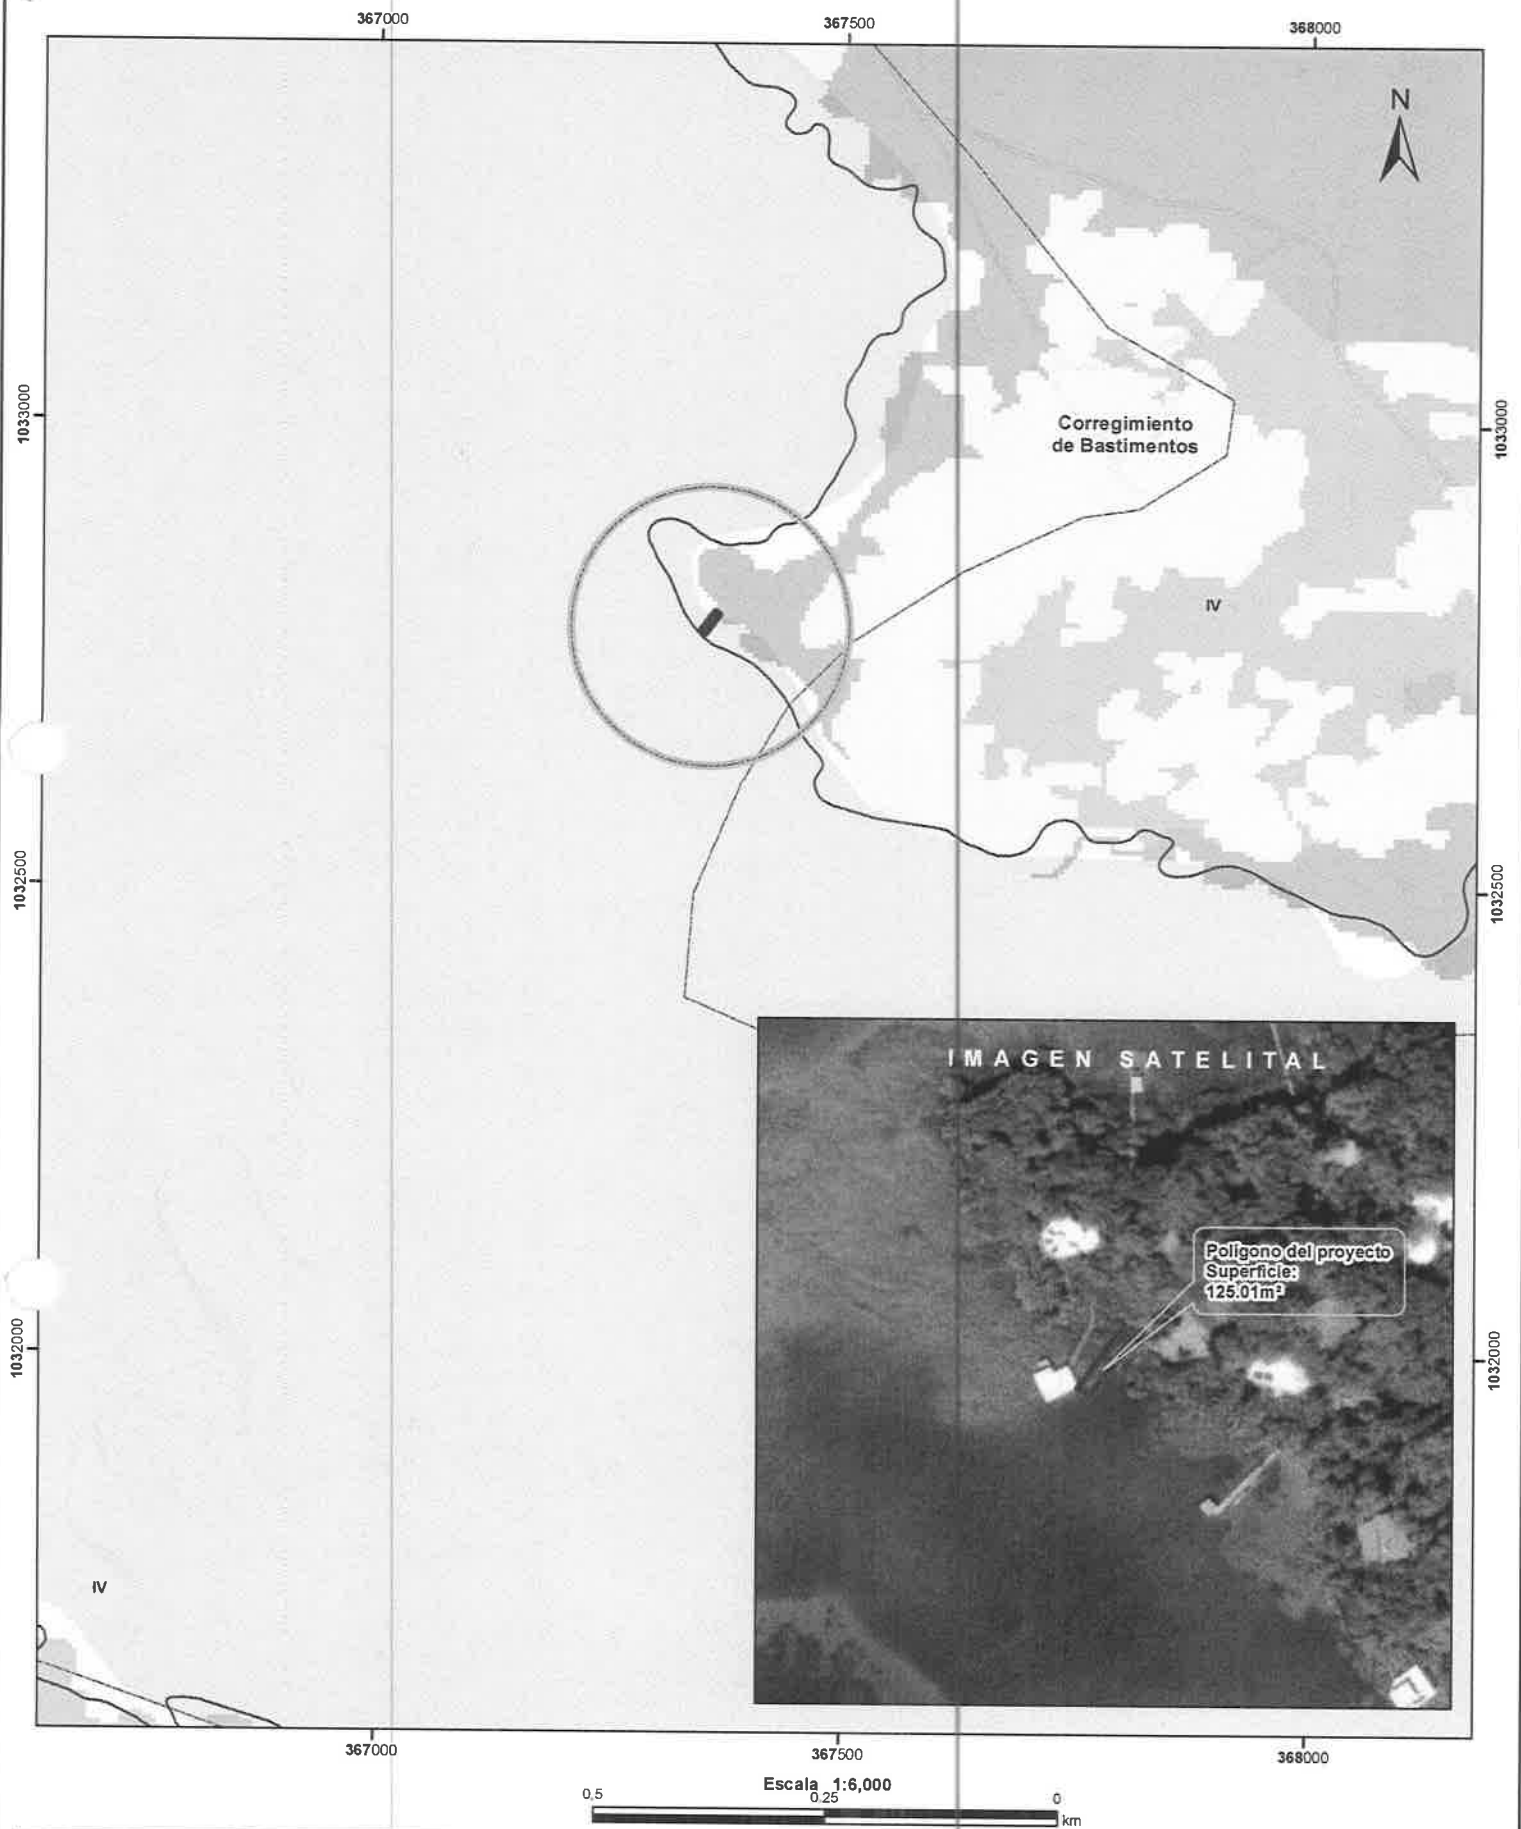 367000
367500
368000
N
1033000
1033000
Corregimiento
de Bastimentos
IV
1032500
1032500
IMAGEN SATELITAL
Polígono del proyecto
Superficie:
125.01m²
1032000
1032000
IV
367000
367500
368000
Escala 1:6,000
0,5
0.25
0
km